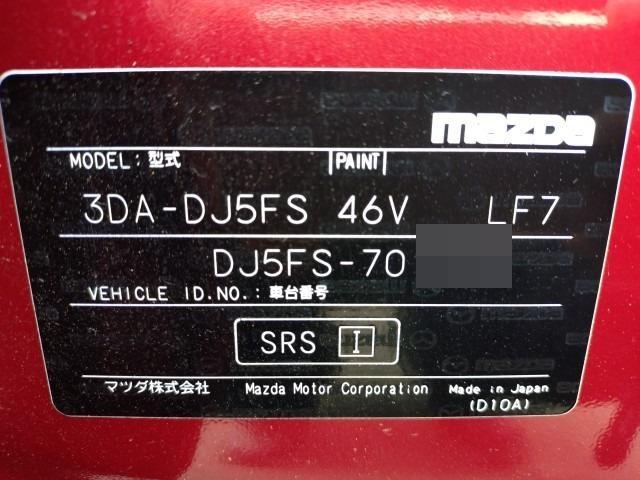 mazda
MODEL: 型式 PAINT
3DA-DJ5FS 46V LF7
DJ5FS-70
VEHICLE ID.NO.: 車台番号
SRS I
マツダ株式会社 Mazda Motor Corporation Made in Japan
(D10A)